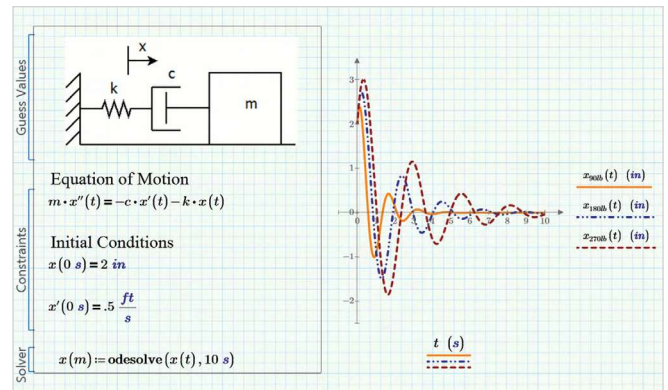 Guess Values
x
k
c
m
Equation of Motion
m·x″(t)=−c·x′(t)−k·x(t)
Constraints
Initial Conditions
x(0 s)=2 in
x′(0 s)=.5 ft/s
Solver
x(m):=odesolve(x(t),10 s)
3
2
1
0
−1
−2
0 1 2 3 4 5 6 7 8 9 10
x90lb(t) (in)
x180lb(t) (in)
x270lb(t) (in)
t (s)